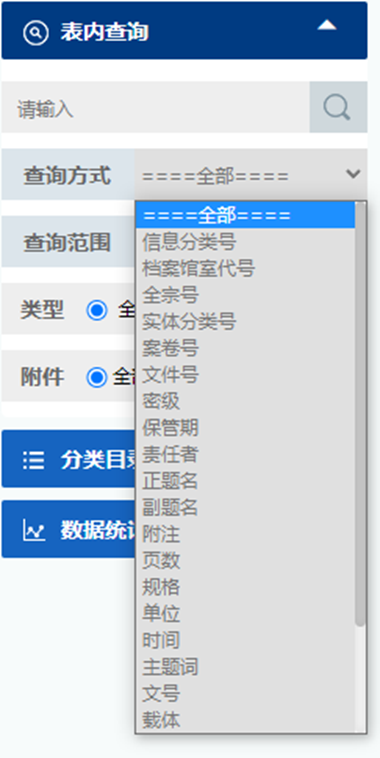 表内查询
请输入
查询方式 ====全部====
====全部====
查询范围
信息分类号
档案馆室代号
全宗号
类型 全
实体分类号
案卷号
文件号
附件 全
密级
保管期
责任者
分类目录
正题名
副题名
附注
数据统计
页数
规格
单位
时间
主题词
文号
载体